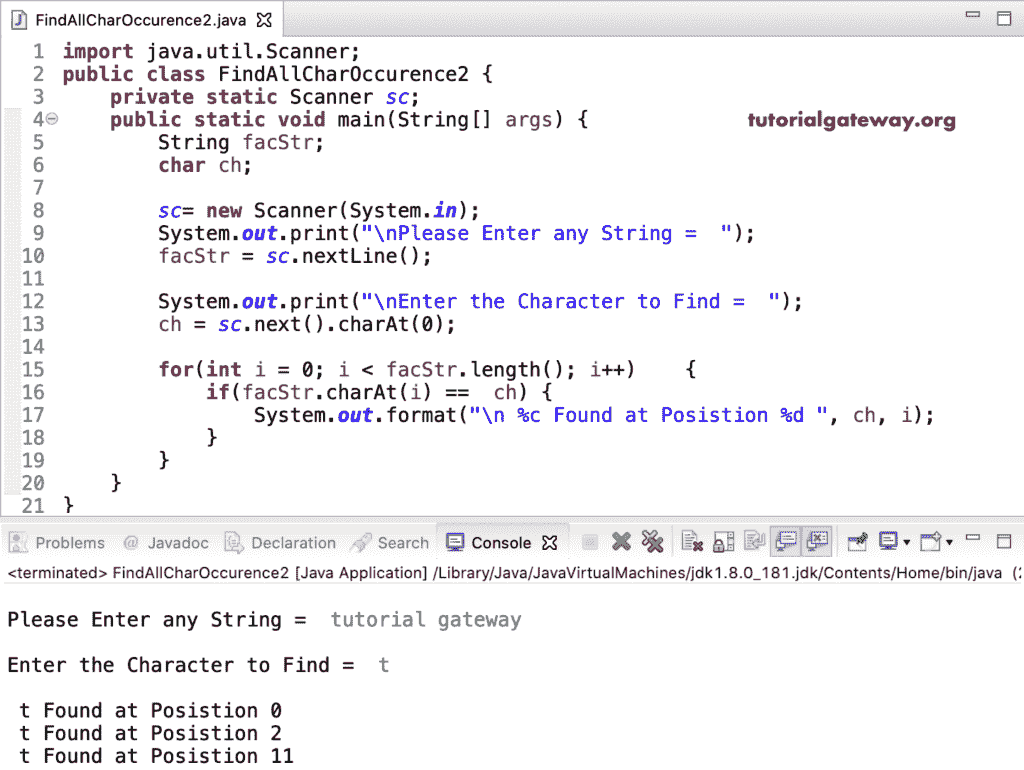 FindAllCharOccurence2.java
1 import java.util.Scanner;
2 public class FindAllCharOccurence2 {
3     private static Scanner sc;
4     public static void main(String[] args) {
tutorialgateway.org
5         String facStr;
6         char ch;
7
8         sc= new Scanner(System.in);
9         System.out.print("\nPlease Enter any String =  ");
10         facStr = sc.nextLine();
11
12         System.out.print("\nEnter the Character to Find =  ");
13         ch = sc.next().charAt(0);
14
15         for(int i = 0; i < facStr.length(); i++)    {
16             if(facStr.charAt(i) ==  ch) {
17                 System.out.format("\n %c Found at Posistion %d ", ch, i);
18             }
19         }
20     }
21 }
Problems @ Javadoc Declaration Search Console
<terminated> FindAllCharOccurence2 [Java Application] /Library/Java/JavaVirtualMachines/jdk1.8.0_181.jdk/Contents/Home/bin/java (
Please Enter any String =  tutorial gateway
Enter the Character to Find =  t
t Found at Posistion 0
t Found at Posistion 2
t Found at Posistion 11